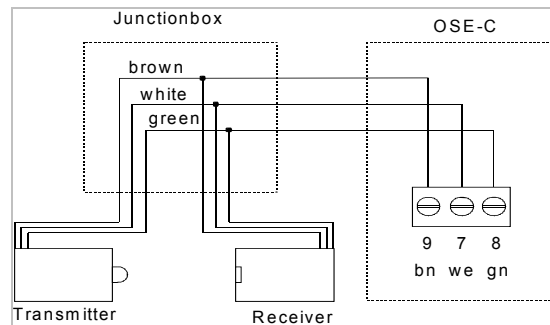 Junctionbox
OSE-C
brown
white
green
9 7 8
bn we gn
Transmitter
Receiver